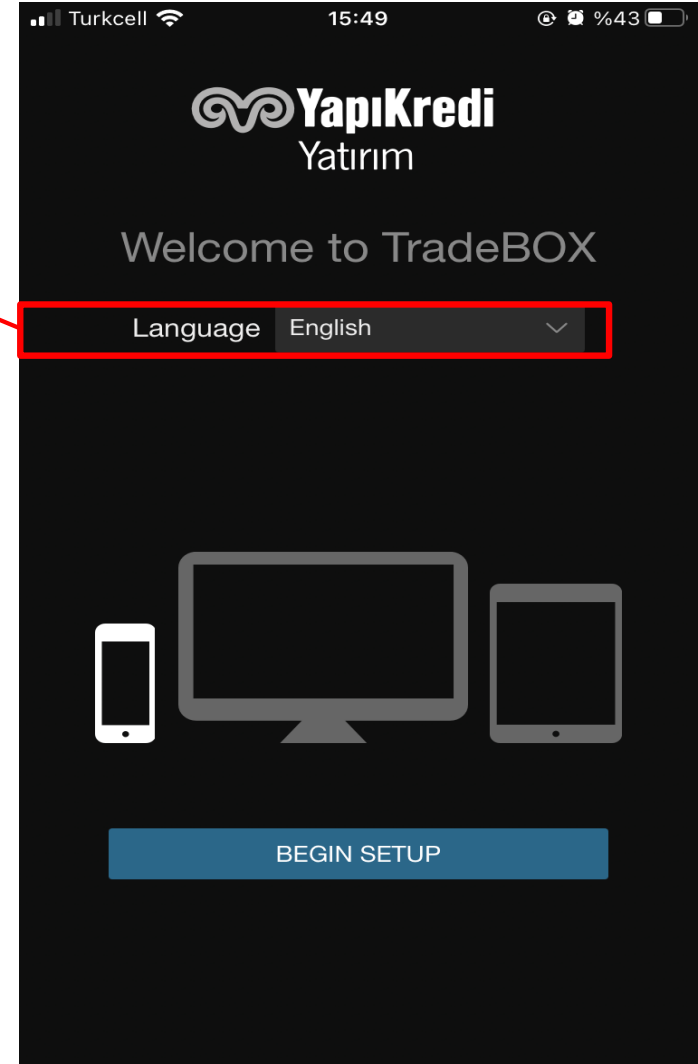 Turkcell 15:49 %43
YapıKredi
Yatırım
Welcome to TradeBOX
Language English
BEGIN SETUP